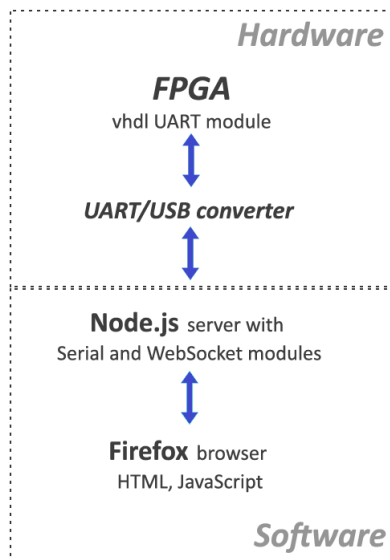 Hardware
FPGA
vhdl UART module
UART/USB converter
Node.js server with
Serial and WebSocket modules
Firefox browser
HTML, JavaScript
Software